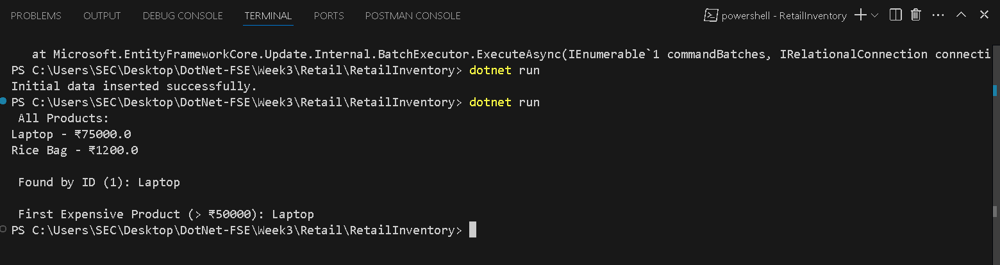 PROBLEMS OUTPUT DEBUG CONSOLE TERMINAL PORTS POSTMAN CONSOLE powershell - RetailInventory
at Microsoft.EntityFrameworkCore.Update.Internal.BatchExecutor.ExecuteAsync(IEnumerable`1 commandBatches, IRelationalConnection connecti
PS C:\Users\SEC\Desktop\DotNet-FSE\Week3\Retail\RetailInventory> dotnet run
Initial data inserted successfully.
PS C:\Users\SEC\Desktop\DotNet-FSE\Week3\Retail\RetailInventory> dotnet run
All Products:
Laptop - ₹75000.0
Rice Bag - ₹1200.0
Found by ID (1): Laptop
First Expensive Product (> ₹50000): Laptop
PS C:\Users\SEC\Desktop\DotNet-FSE\Week3\Retail\RetailInventory>